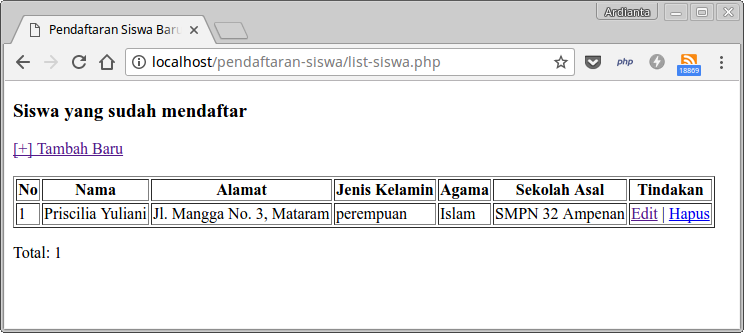 Ardianta
Pendaftaran Siswa Baru
localhost/pendaftaran-siswa/list-siswa.php
php
18869
Siswa yang sudah mendaftar
[+] Tambah Baru
No Nama Alamat Jenis Kelamin Agama Sekolah Asal Tindakan
1 Priscilia Yuliani Jl. Mangga No. 3, Mataram perempuan Islam SMPN 32 Ampenan Edit | Hapus
Total: 1